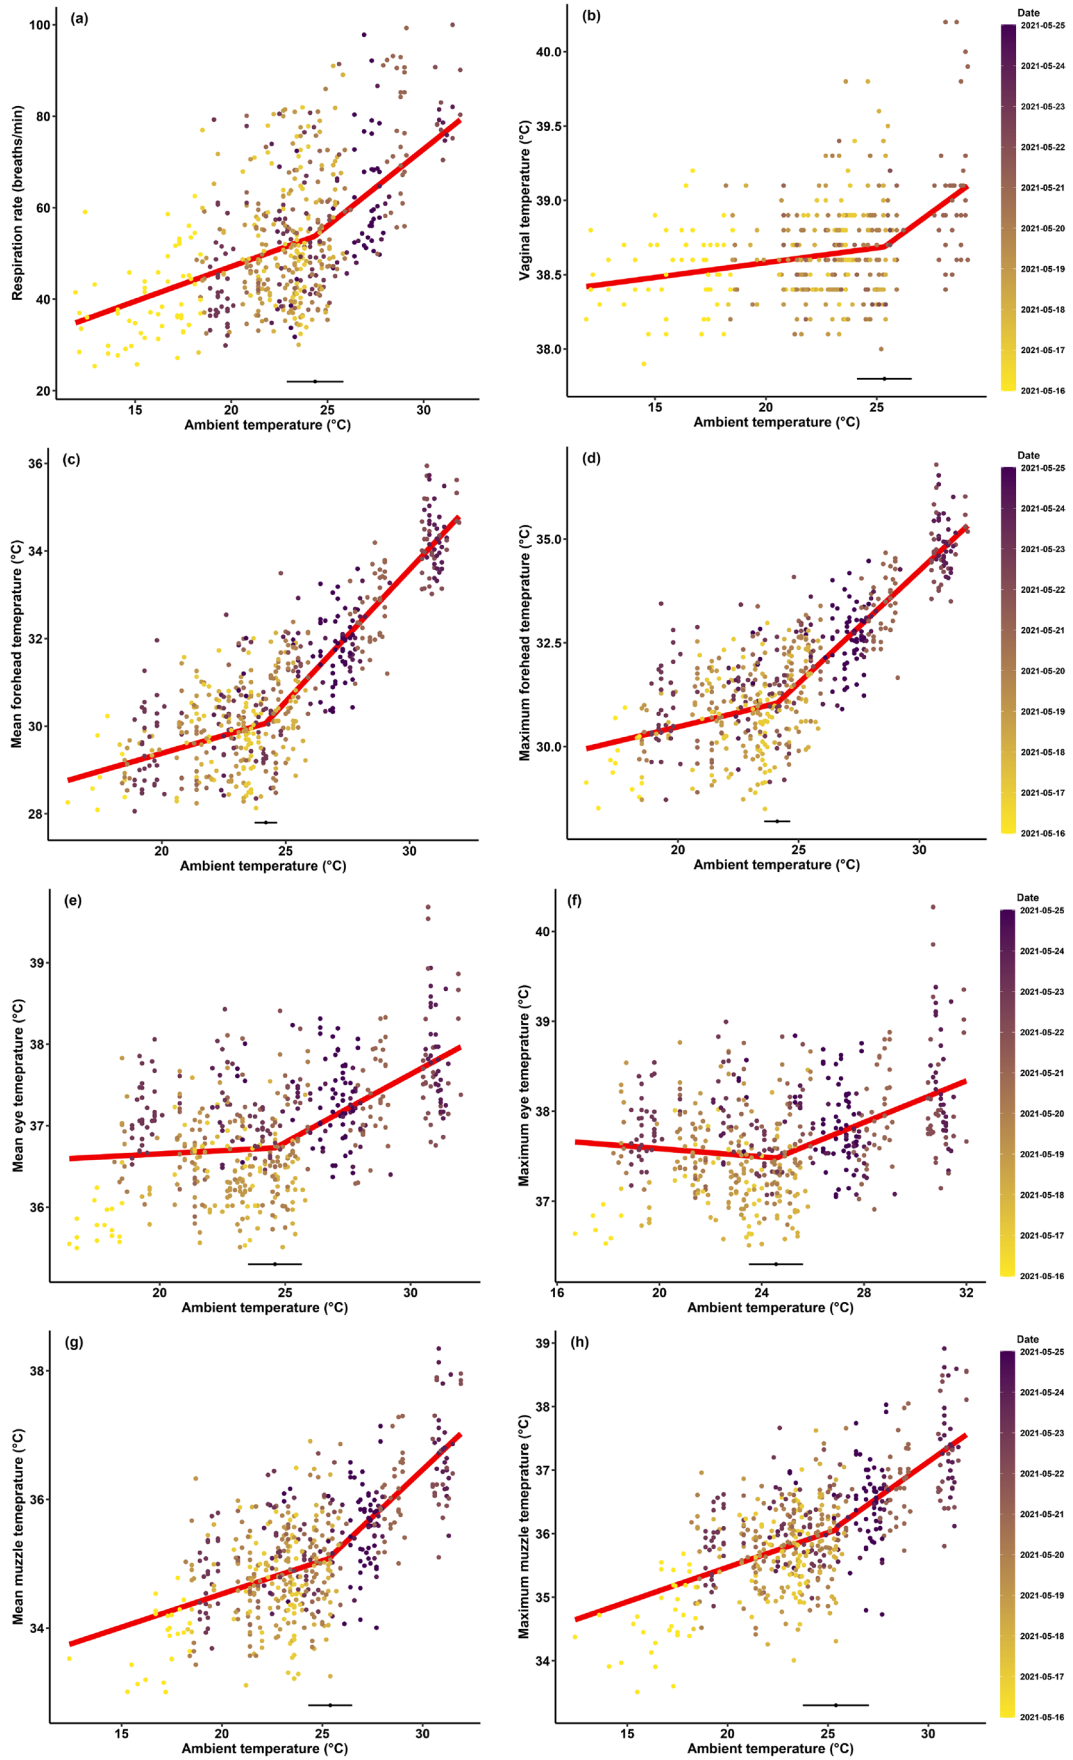 (a)
100
80
60
40
20
Respiration rate (breaths/min)
15 20 25 30
Ambient temperature (°C)
(b)
40.0
39.5
39.0
38.5
38.0
Vaginal temperature (°C)
15 20 25
Ambient temperature (°C)
Date
2021-05-25
2021-05-24
2021-05-23
2021-05-22
2021-05-21
2021-05-20
2021-05-19
2021-05-18
2021-05-17
2021-05-16
(c)
36
34
32
30
28
Mean forehead temeprature (°C)
20 25 30
Ambient temperature (°C)
(d)
35.0
32.5
30.0
Maximum forehead temeprature (°C)
20 25 30
Ambient temperature (°C)
Date
2021-05-25
2021-05-24
2021-05-23
2021-05-22
2021-05-21
2021-05-20
2021-05-19
2021-05-18
2021-05-17
2021-05-16
(e)
39
38
37
36
Mean eye temeprature (°C)
20 25 30
Ambient temperature (°C)
(f)
40
39
38
37
Maximum eye temeprature (°C)
16 20 24 28 32
Ambient temperature (°C)
Date
2021-05-25
2021-05-24
2021-05-23
2021-05-22
2021-05-21
2021-05-20
2021-05-19
2021-05-18
2021-05-17
2021-05-16
(g)
38
36
34
Mean muzzle temeprature (°C)
15 20 25 30
Ambient temperature (°C)
(h)
39
38
37
36
35
34
Maximum muzzle temeprature (°C)
15 20 25 30
Ambient temperature (°C)
Date
2021-05-25
2021-05-24
2021-05-23
2021-05-22
2021-05-21
2021-05-20
2021-05-19
2021-05-18
2021-05-17
2021-05-16